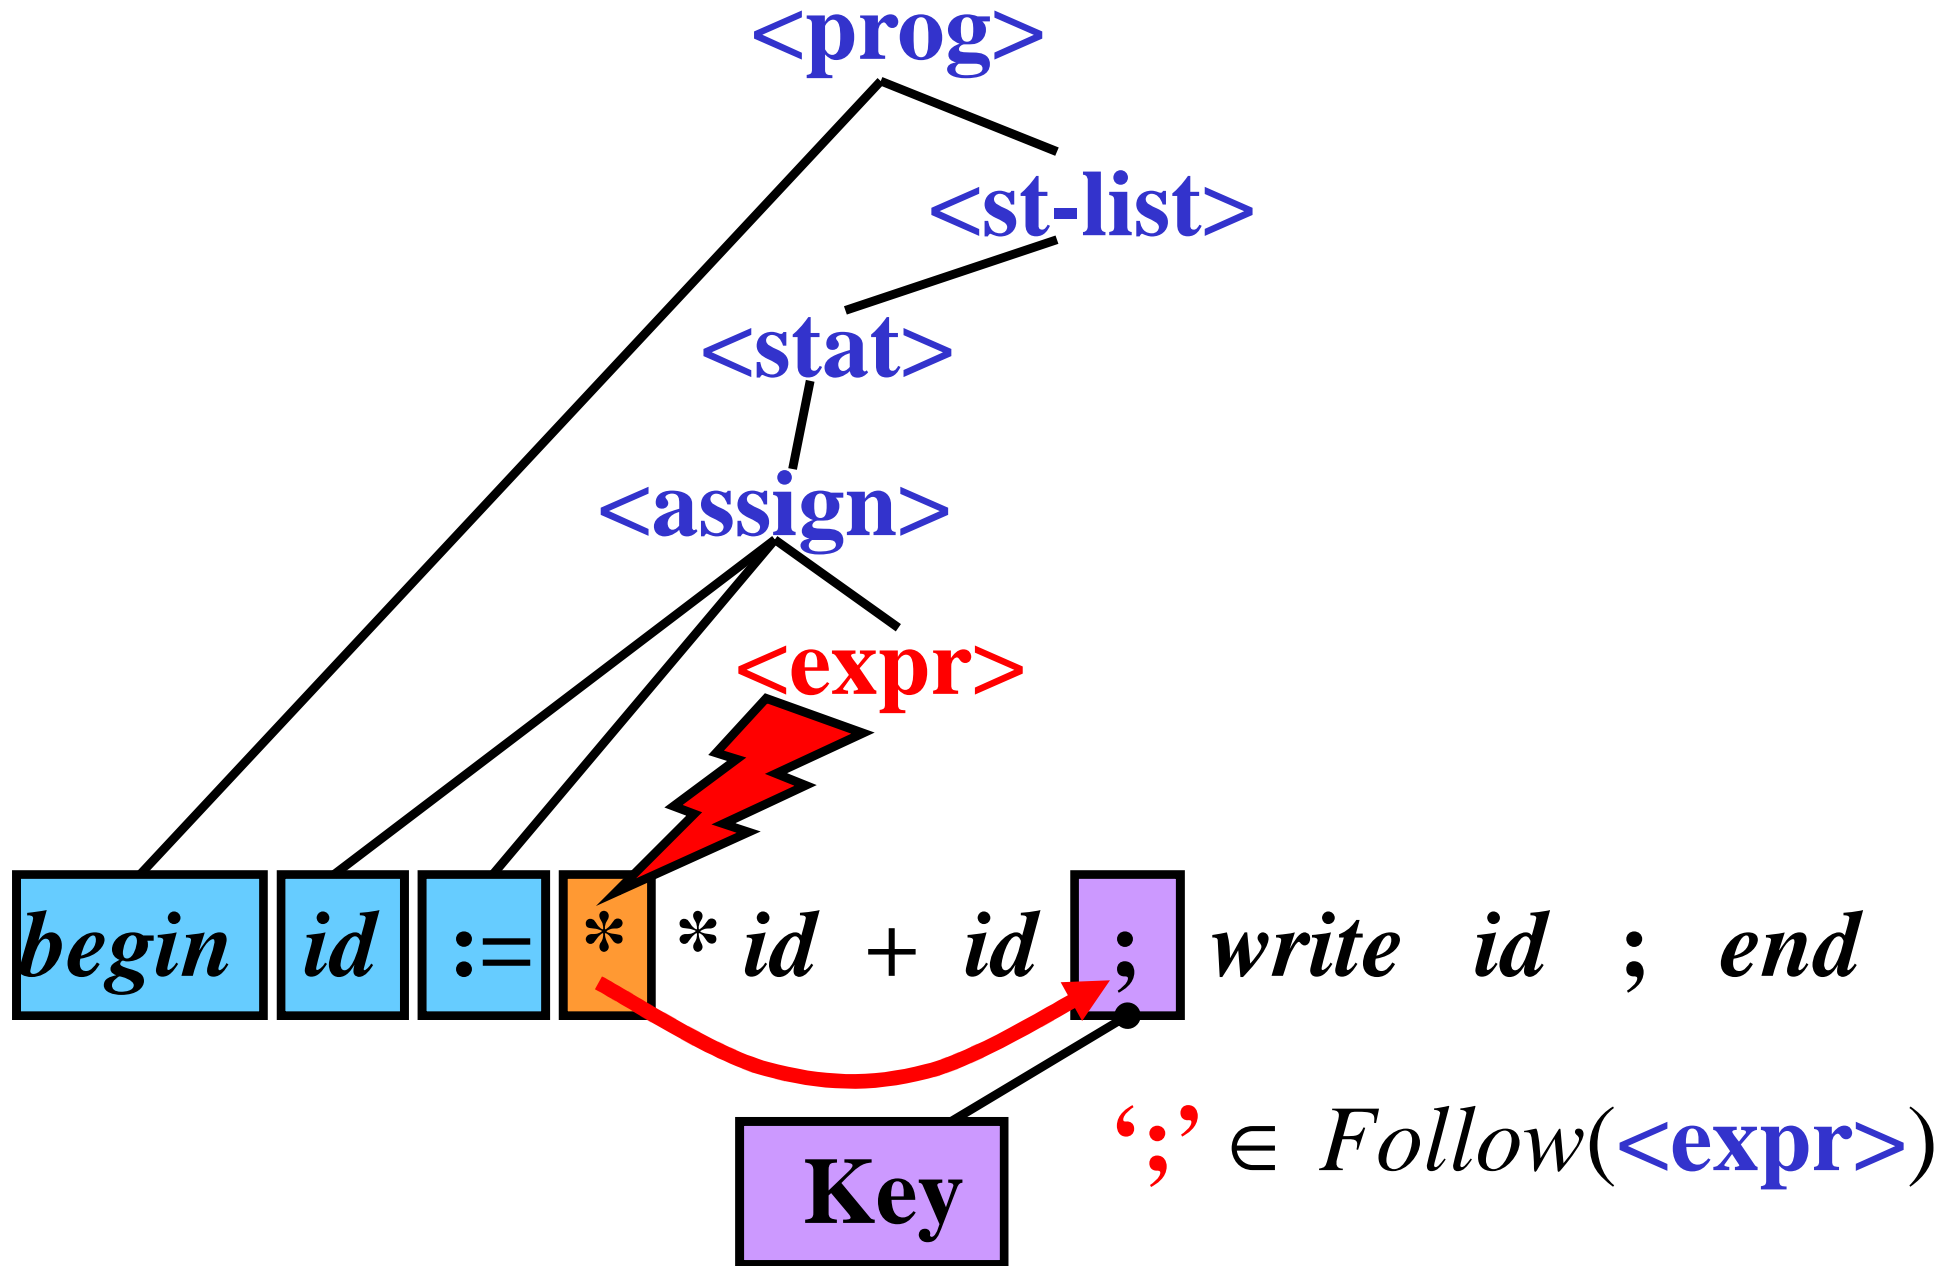 <prog>
<st-list>
<stat>
<assign>
<expr>
begin id := * * id + id ; write id ; end
‘;’ ∈ Follow(<expr>)
Key